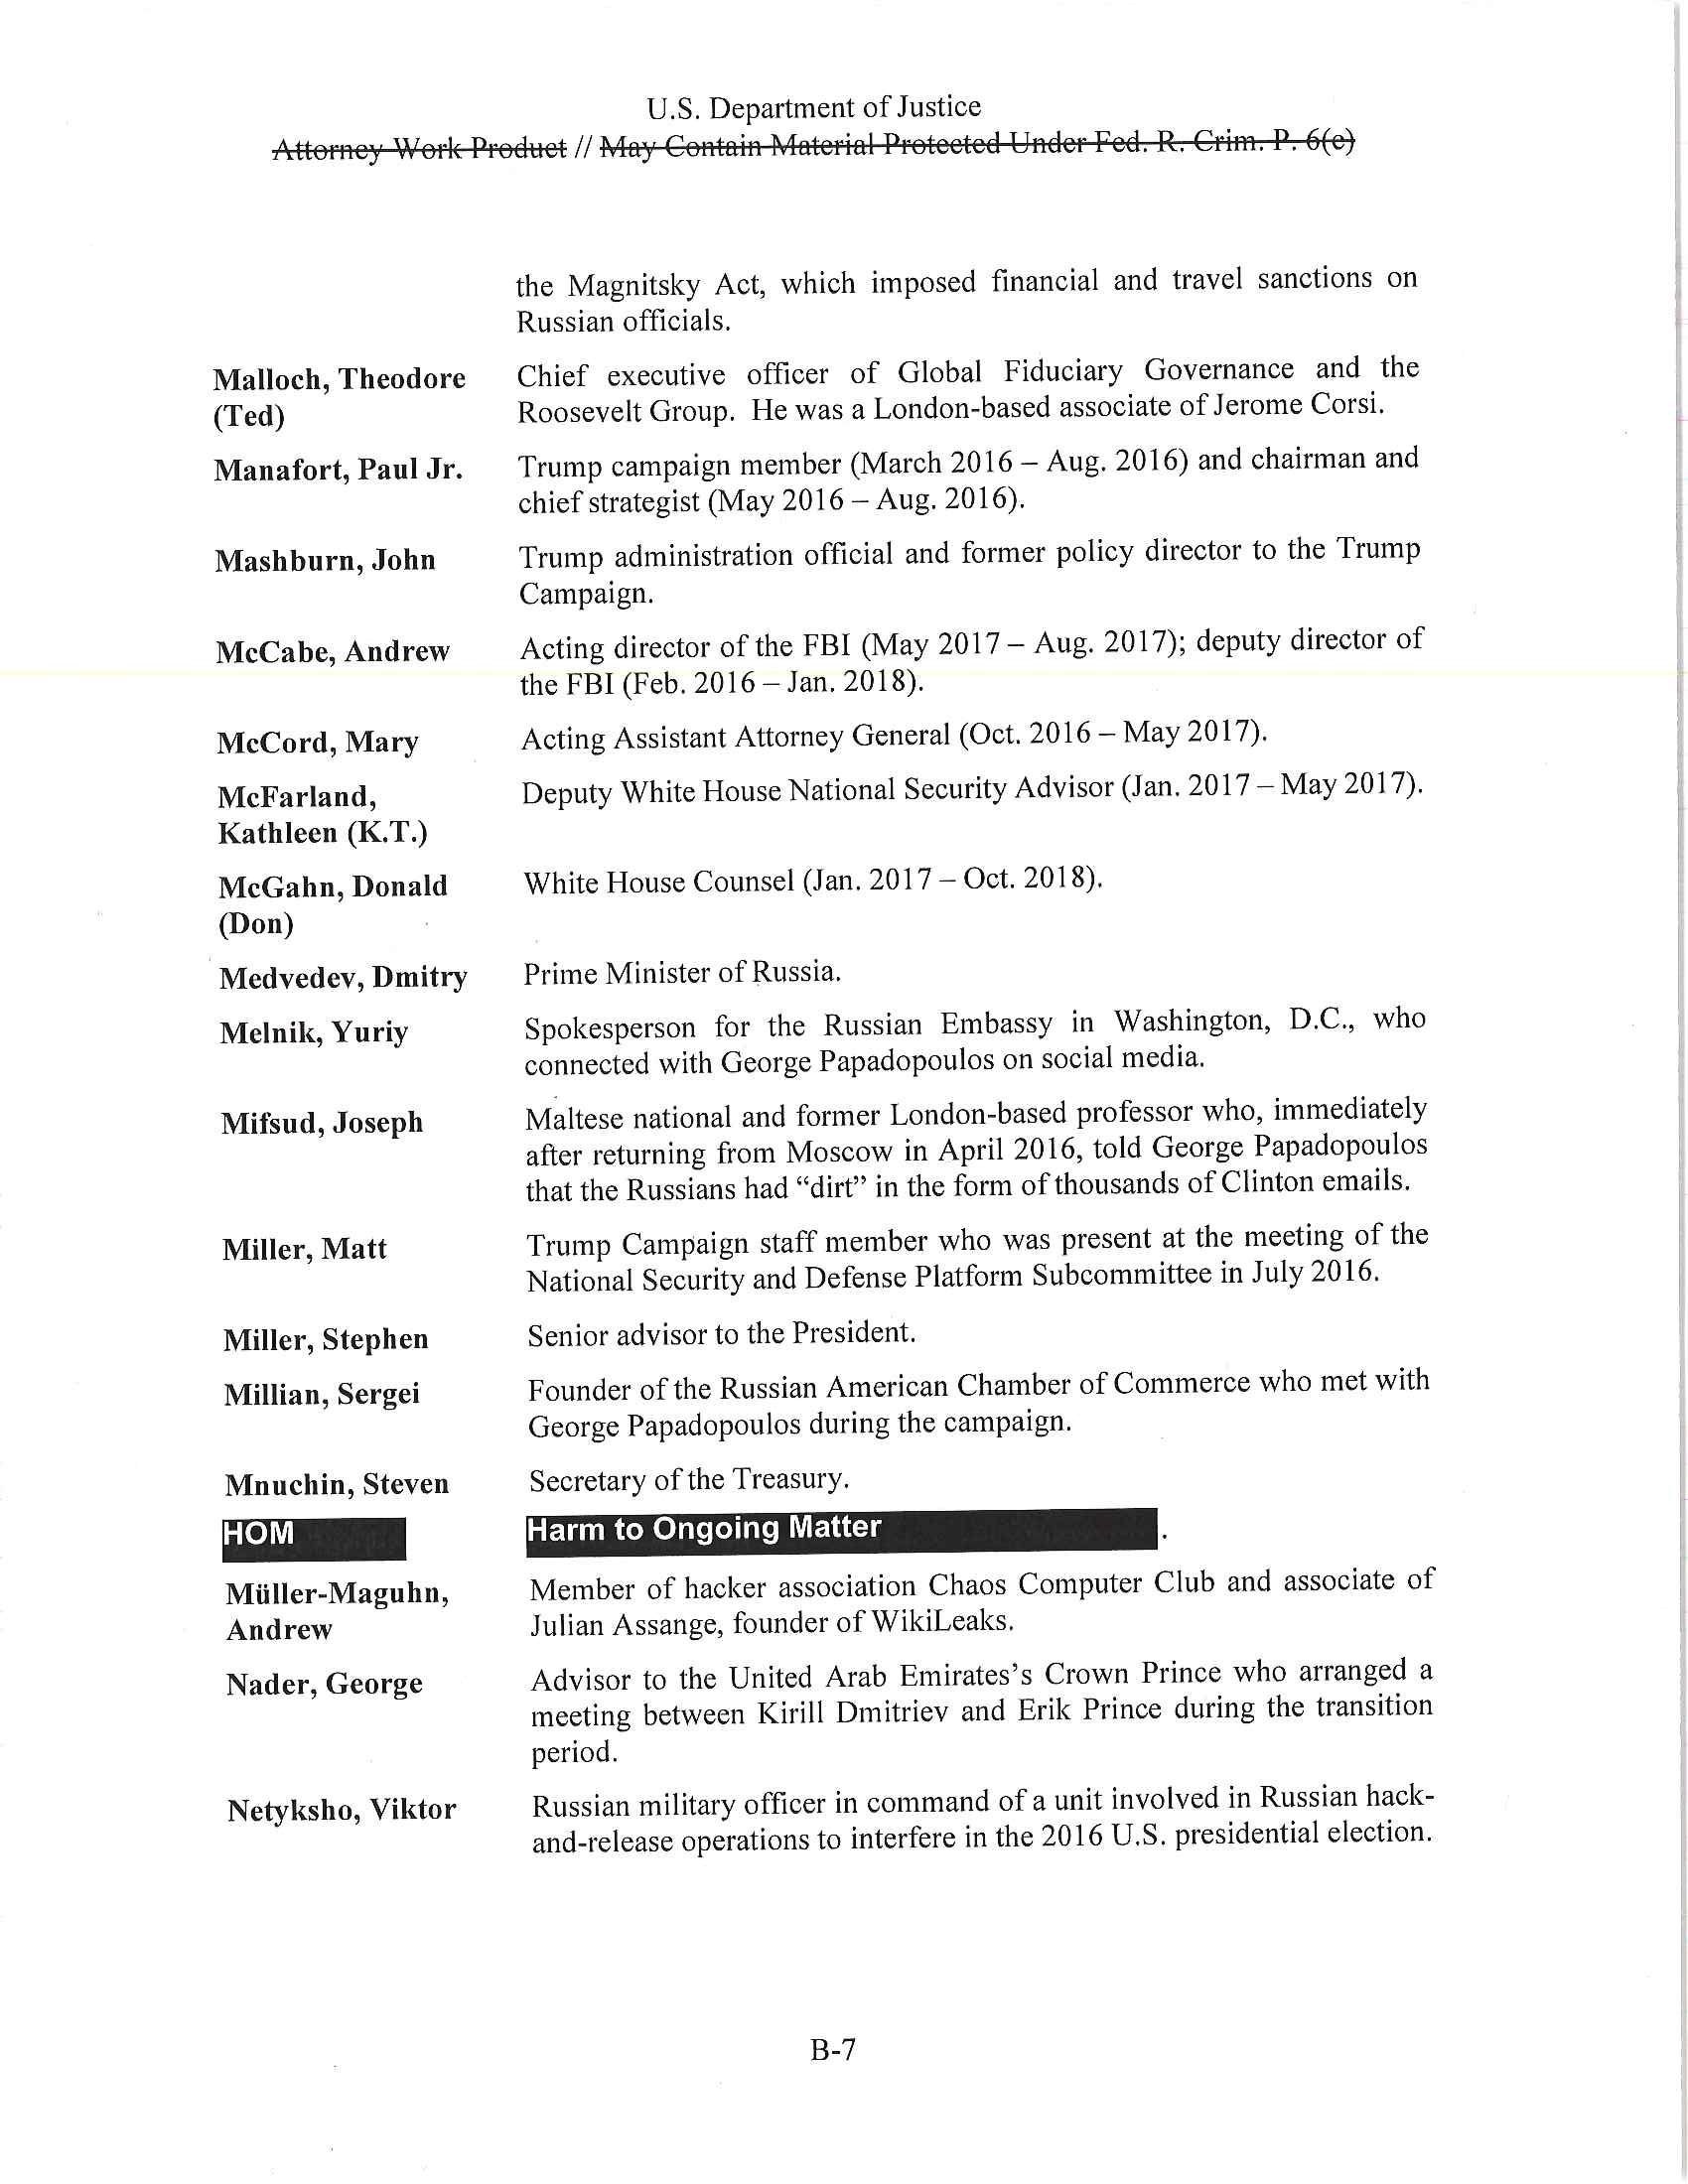 U.S. Department of Justice
Attorney Work Product // May Contain Material Protected Under Fed. R. Crim. P. 6(e)
the Magnitsky Act, which imposed financial and travel sanctions on
Russian officials.
Malloch, Theodore Chief executive officer of Global Fiduciary Governance and the
(Ted) Roosevelt Group. He was a London-based associate of Jerome Corsi.
Manafort, Paul Jr. Trump campaign member (March 2016 – Aug. 2016) and chairman and
chief strategist (May 2016 – Aug. 2016).
Mashburn, John Trump administration official and former policy director to the Trump
Campaign.
McCabe, Andrew Acting director of the FBI (May 2017 – Aug. 2017); deputy director of
the FBI (Feb. 2016 – Jan. 2018).
McCord, Mary Acting Assistant Attorney General (Oct. 2016 – May 2017).
McFarland, Deputy White House National Security Advisor (Jan. 2017 – May 2017).
Kathleen (K.T.)
McGahn, Donald White House Counsel (Jan. 2017 – Oct. 2018).
(Don)
Medvedev, Dmitry Prime Minister of Russia.
Melnik, Yuriy Spokesperson for the Russian Embassy in Washington, D.C., who
connected with George Papadopoulos on social media.
Mifsud, Joseph Maltese national and former London-based professor who, immediately
after returning from Moscow in April 2016, told George Papadopoulos
that the Russians had “dirt” in the form of thousands of Clinton emails.
Miller, Matt Trump Campaign staff member who was present at the meeting of the
National Security and Defense Platform Subcommittee in July 2016.
Miller, Stephen Senior advisor to the President.
Millian, Sergei Founder of the Russian American Chamber of Commerce who met with
George Papadopoulos during the campaign.
Mnuchin, Steven Secretary of the Treasury.
HOM Harm to Ongoing Matter .
Müller-Maguhn, Member of hacker association Chaos Computer Club and associate of
Andrew Julian Assange, founder of WikiLeaks.
Nader, George Advisor to the United Arab Emirates’s Crown Prince who arranged a
meeting between Kirill Dmitriev and Erik Prince during the transition
period.
Netyksho, Viktor Russian military officer in command of a unit involved in Russian hack-
and-release operations to interfere in the 2016 U.S. presidential election.
B-7